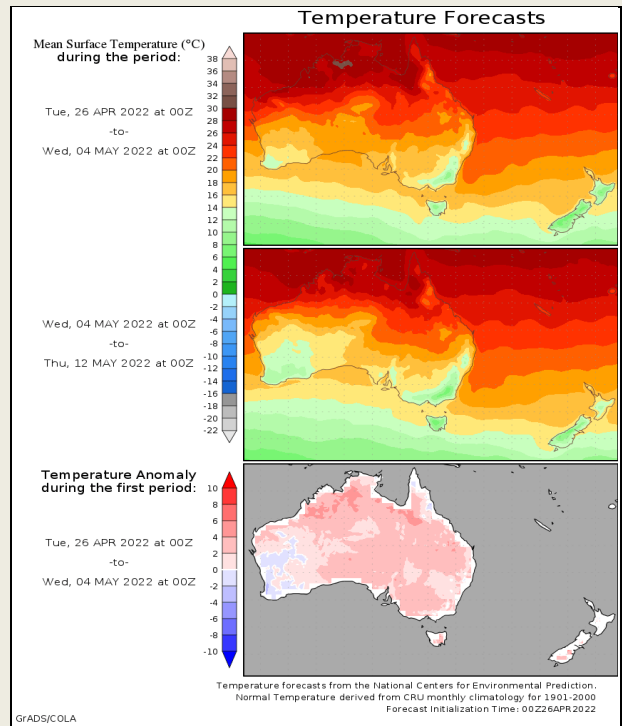 Temperature Forecasts
Mean Surface Temperature (°C)
during the period:
Tue, 26 APR 2022 at 00Z
-to-
Wed, 04 MAY 2022 at 00Z
38
36
34
32
30
28
26
24
22
20
18
16
14
12
10
8
6
4
2
0
-2
-4
-6
-8
-10
-12
-14
-16
-18
-20
-22
Wed, 04 MAY 2022 at 00Z
-to-
Thu, 12 MAY 2022 at 00Z
Temperature Anomaly
during the first period:
Tue, 26 APR 2022 at 00Z
-to-
Wed, 04 MAY 2022 at 00Z
10
8
6
4
2
0
-2
-4
-6
-8
-10
Temperature forecasts from the National Centers for Environmental Prediction.
Normal Temperature derived from CRU monthly climatology for 1901-2000
Forecast Initialization Time: 00Z26APR2022
GrADS/COLA